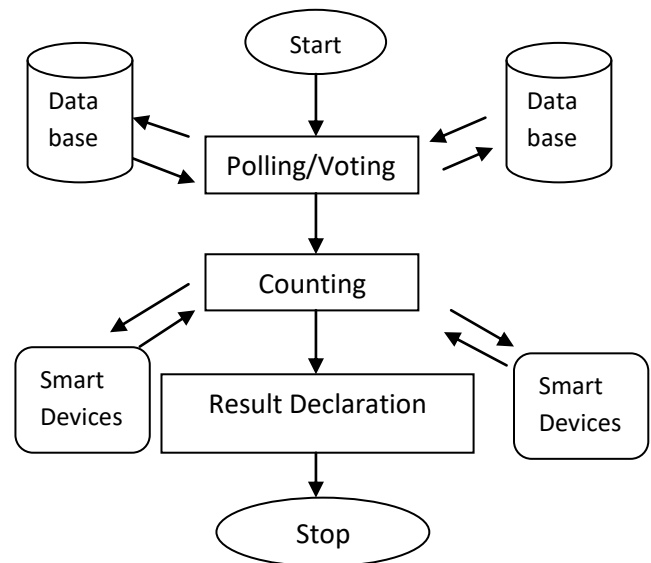 Start
Data
base
Data
base
Polling/Voting
Counting
Smart
Devices
Result Declaration
Smart
Devices
Stop